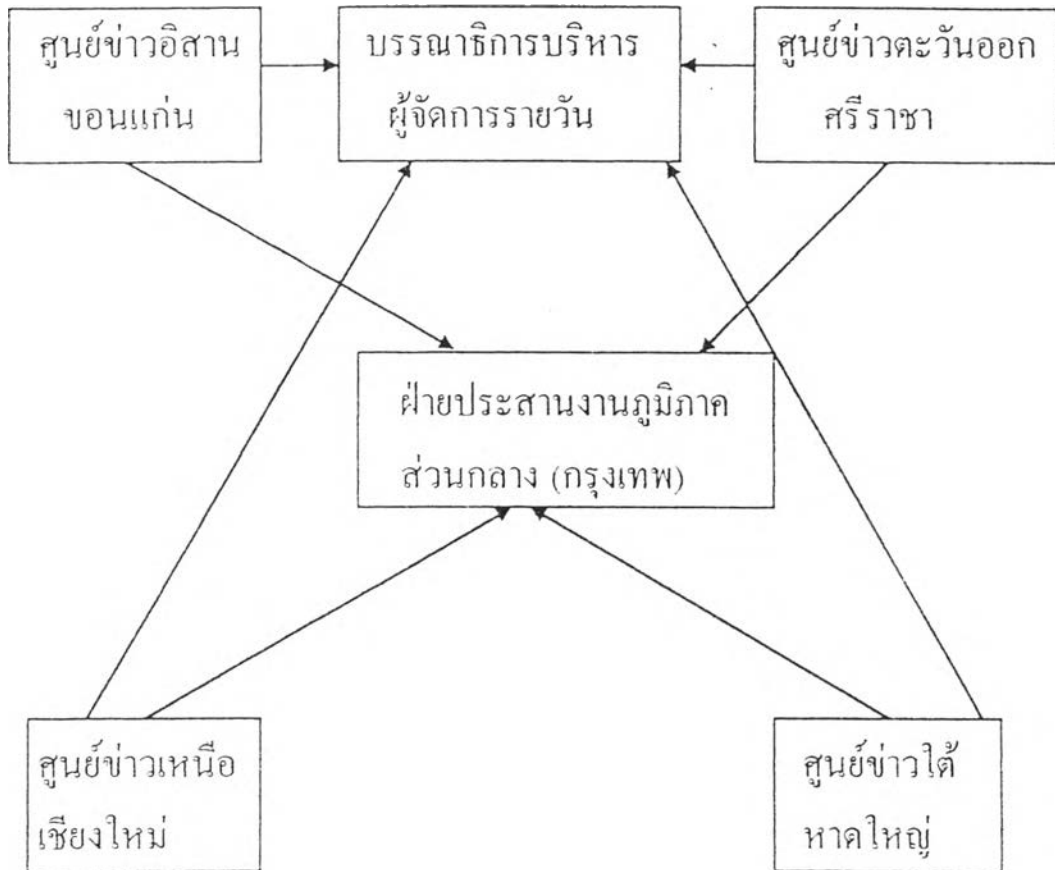 ศูนย์ข่าวอิสาน
ขอนแก่น
บรรณาธิการบริหาร
ผู้จัดการรายวัน
ศูนย์ข่าวตะวันออก
ศรีราชา
ฝ่ายประสานงานภูมิภาค
ส่วนกลาง (กรุงเทพ)
ศูนย์ข่าวเหนือ
เชียงใหม่
ศูนย์ข่าวใต้
หาดใหญ่